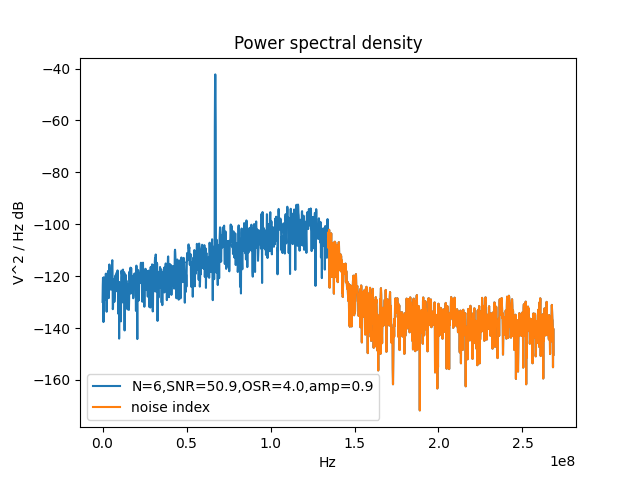 Power spectral density
V^2 / Hz dB
−40
−60
−80
−100
−120
−140
−160
N=6,SNR=50.9,OSR=4.0,amp=0.9
noise index
0.0 0.5 1.0 1.5 2.0 2.5
1e8
Hz